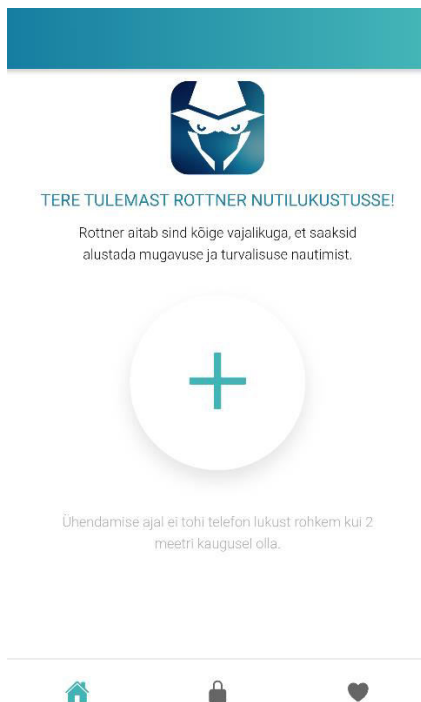 TERE TULEMAST ROTTNER NUTILUKUSTUSSE!
Rottner aitab sind kõige vajalikuga, et saaksid
alustada mugavuse ja turvalisuse nautimist.
Ühendamise ajal ei tohi telefon lukust rohkem kui 2
meetri kaugusel olla.